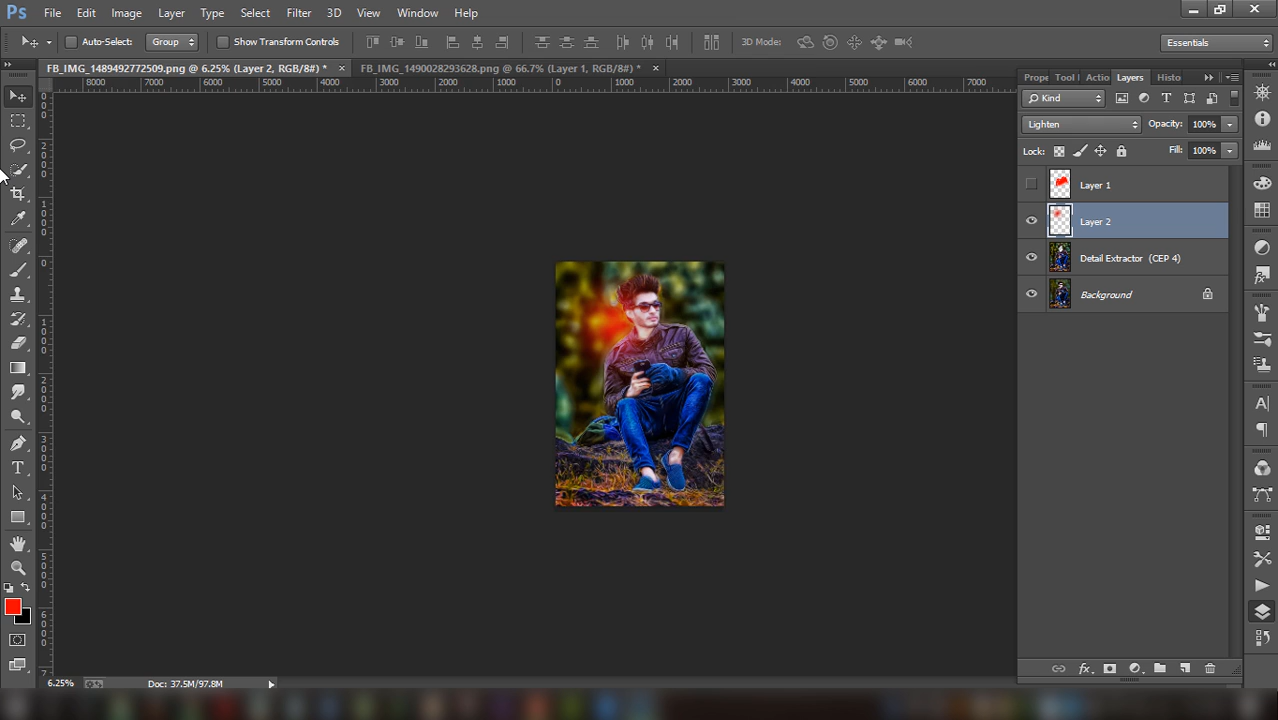 Ps File Edit Image Layer Type Select Filter 3D View Window Help
Auto-Select: Group Show Transform Controls 3D Mode: Essentials
FB_IMG_1489492772509.png @ 6.25% (Layer 2, RGB/8#) * × FB_IMG_1490028293628.png @ 66.7% (Layer 1, RGB/8#) * ×
8000 7000 6000 5000 4000 3000 2000 1000 0 1000 2000 3000 4000 5000 6000 7000
Prope Tool Actio Layers Histo
Kind
Lighten Opacity: 100%
Lock: Fill: 100%
Layer 1
Layer 2
Detail Extractor (CEP 4)
Background
6.25% Doc: 37.5M/97.8M